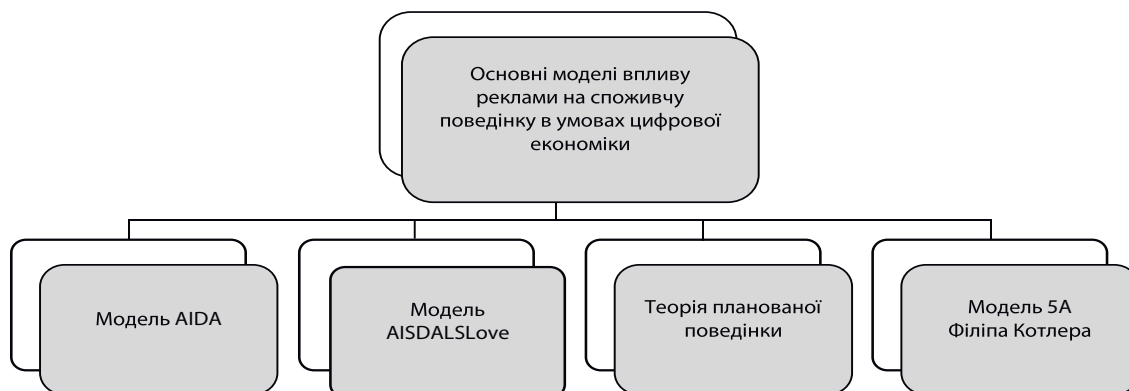 Основні моделі впливу
реклами на споживчу
поведінку в умовах цифрової
економіки
Модель AIDA
Модель
AISDALSLove
Теорія планованої
поведінки
Модель 5А
Філіпа Котлера